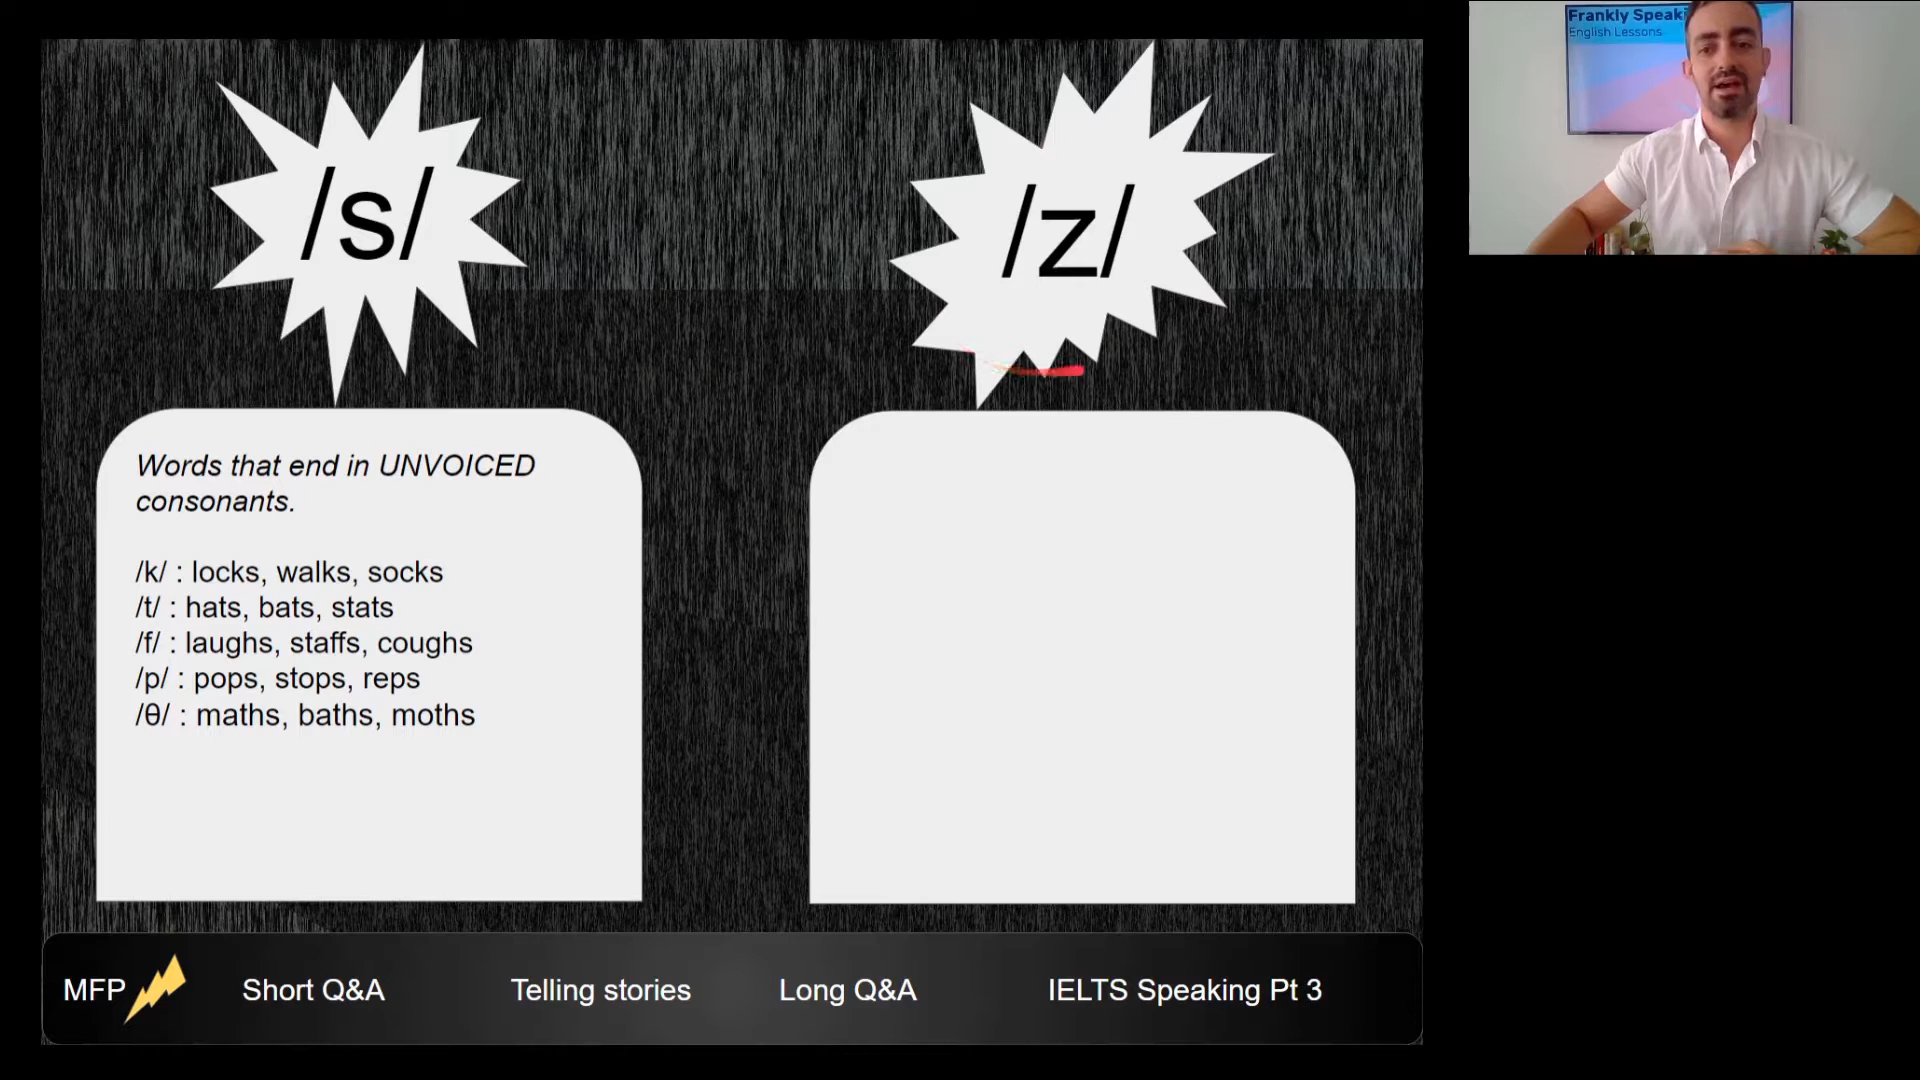 /s/
/z/
Words that end in UNVOICED
consonants.
/k/ : locks, walks, socks
/t/ : hats, bats, stats
/f/ : laughs, staffs, coughs
/p/ : pops, stops, reps
/θ/ : maths, baths, moths
MFP
Short Q&A
Telling stories
Long Q&A
IELTS Speaking Pt 3
Frankly Speaki
English Lessons